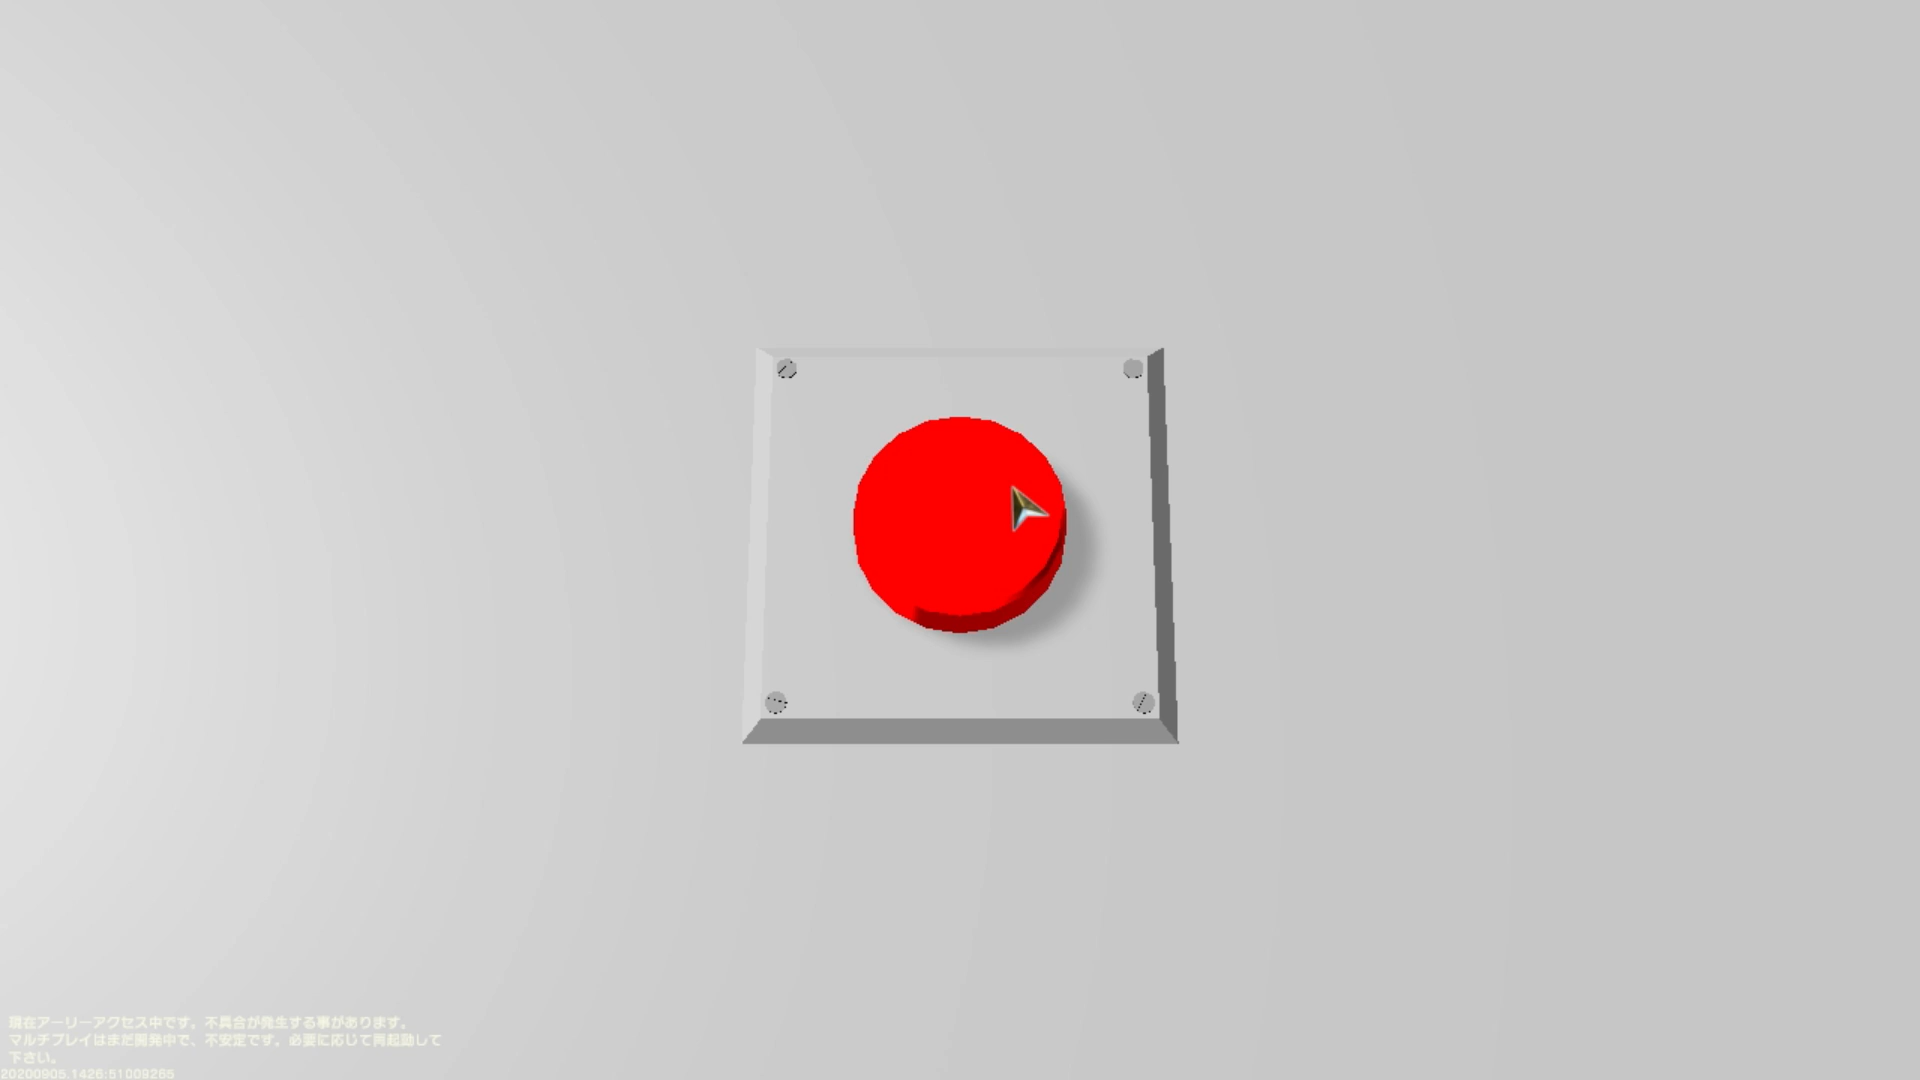 現在アーリーアクセス中です。不具合が発生する事があります。
マルチプレイはまだ開発中で、不安定です。必要に応じて再起動して
下さい。
20200905.1426:51009265